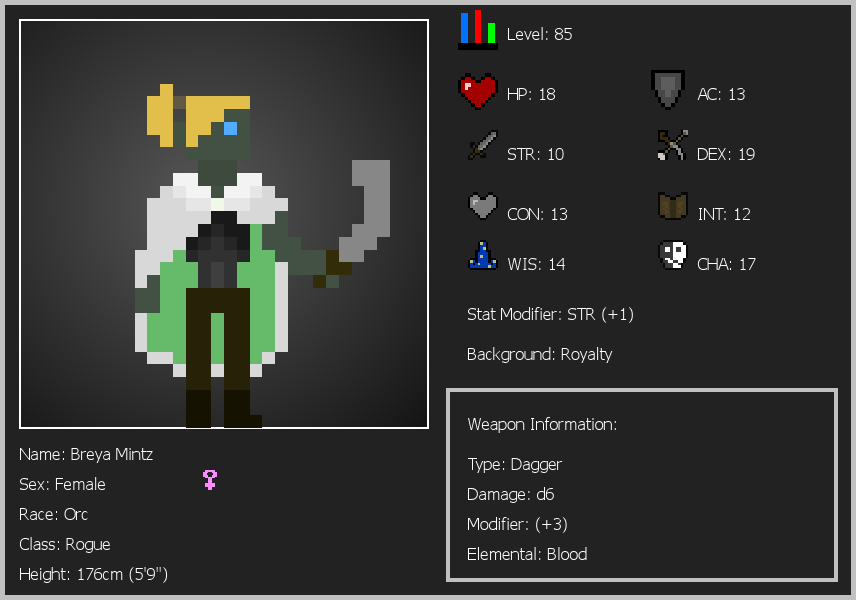 Level: 85
HP: 18
AC: 13
STR: 10
DEX: 19
CON: 13
INT: 12
WIS: 14
CHA: 17
Stat Modifier: STR (+1)
Background: Royalty
Weapon Information:
Type: Dagger
Damage: d6
Modifier: (+3)
Elemental: Blood
Name: Breya Mintz
Sex: Female
Race: Orc
Class: Rogue
Height: 176cm (5'9")